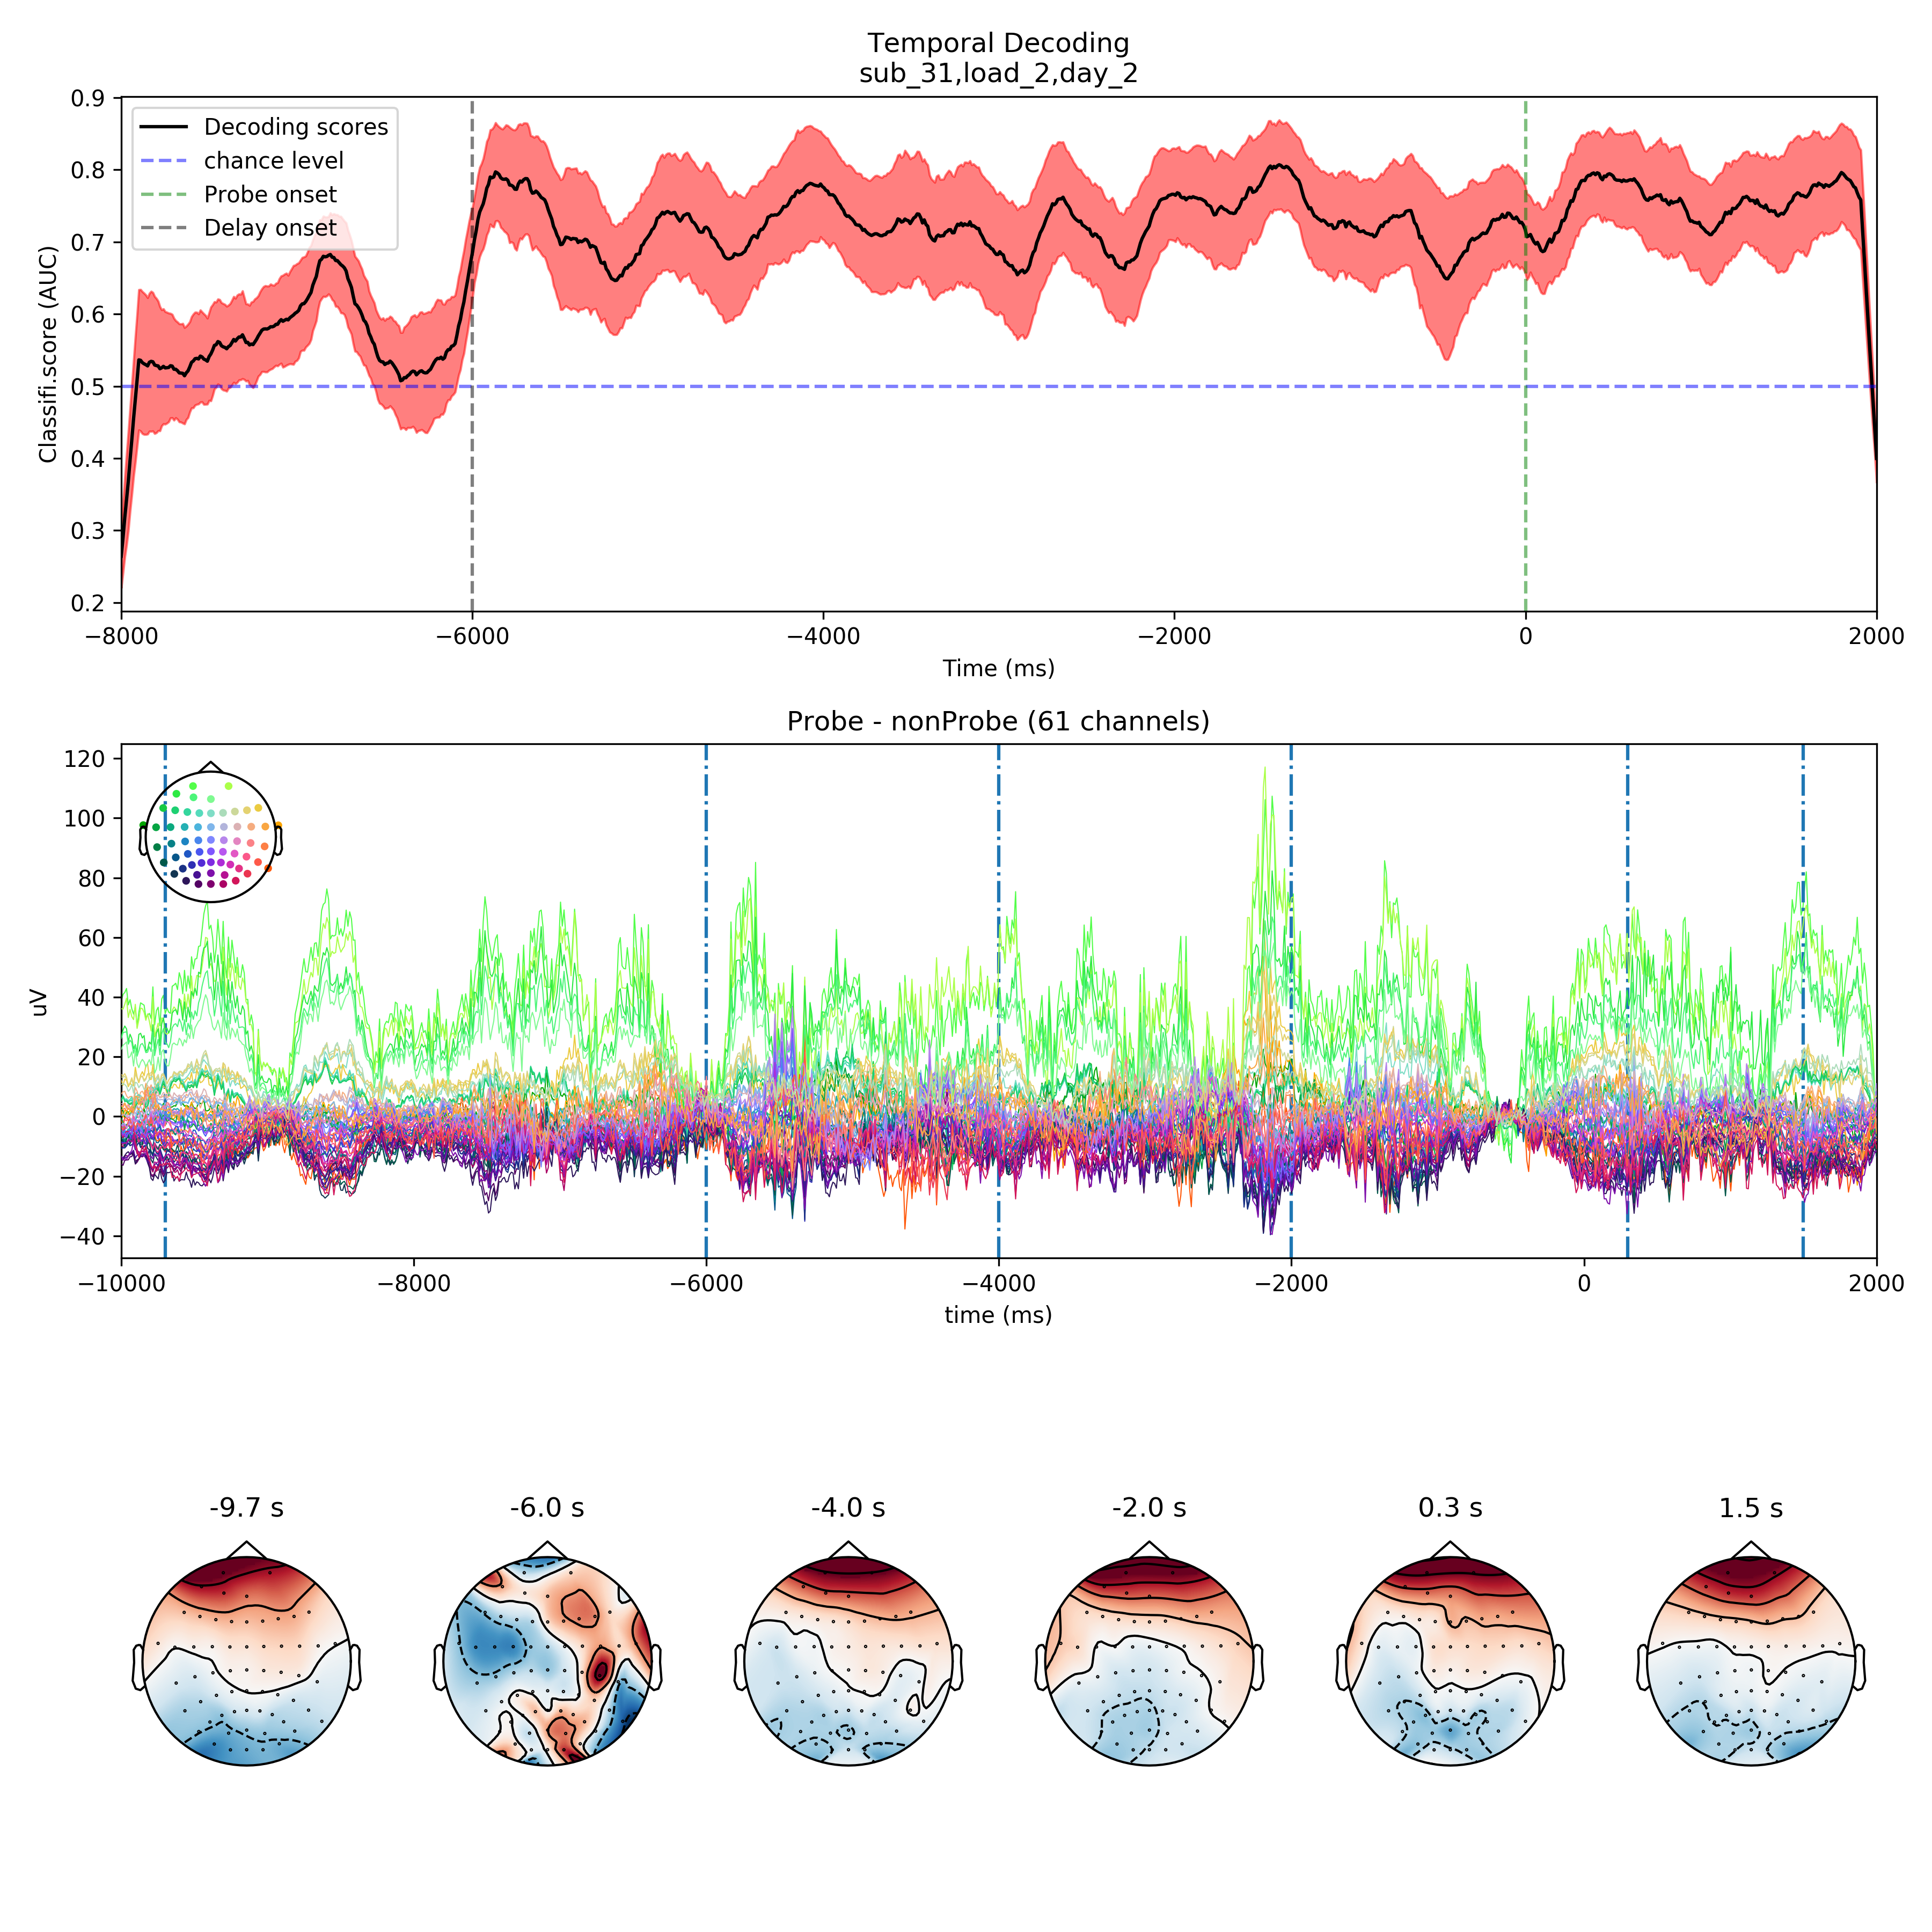 Temporal Decoding
sub_31,load_2,day_2
0.9
0.8
0.7
0.6
0.5
0.4
0.3
0.2
Classifi.score (AUC)
Decoding scores
chance level
Probe onset
Delay onset
−8000 −6000 −4000 −2000 0 2000
Time (ms)
Probe - nonProbe (61 channels)
120
100
80
60
40
20
0
−20
−40
uV
−10000 −8000 −6000 −4000 −2000 0 2000
time (ms)
-9.7 s -6.0 s -4.0 s -2.0 s 0.3 s 1.5 s